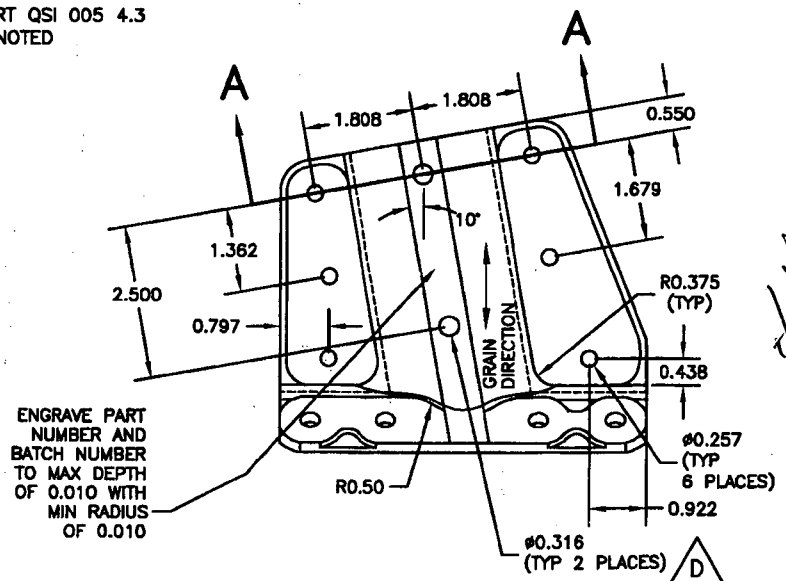 RT QSI 005 4.3
NOTED
A
A
1.808
1.808
0.550
1.679
10°
1.362
2.500
0.797
GRAIN
DIRECTION
R0.375
(TYP)
0.438
ENGRAVE PART
NUMBER AND
BATCH NUMBER
TO MAX DEPTH
OF 0.010 WITH
MIN RADIUS
OF 0.010
R0.50
ø0.257
(TYP
6 PLACES)
0.922
ø0.316
(TYP 2 PLACES)
D